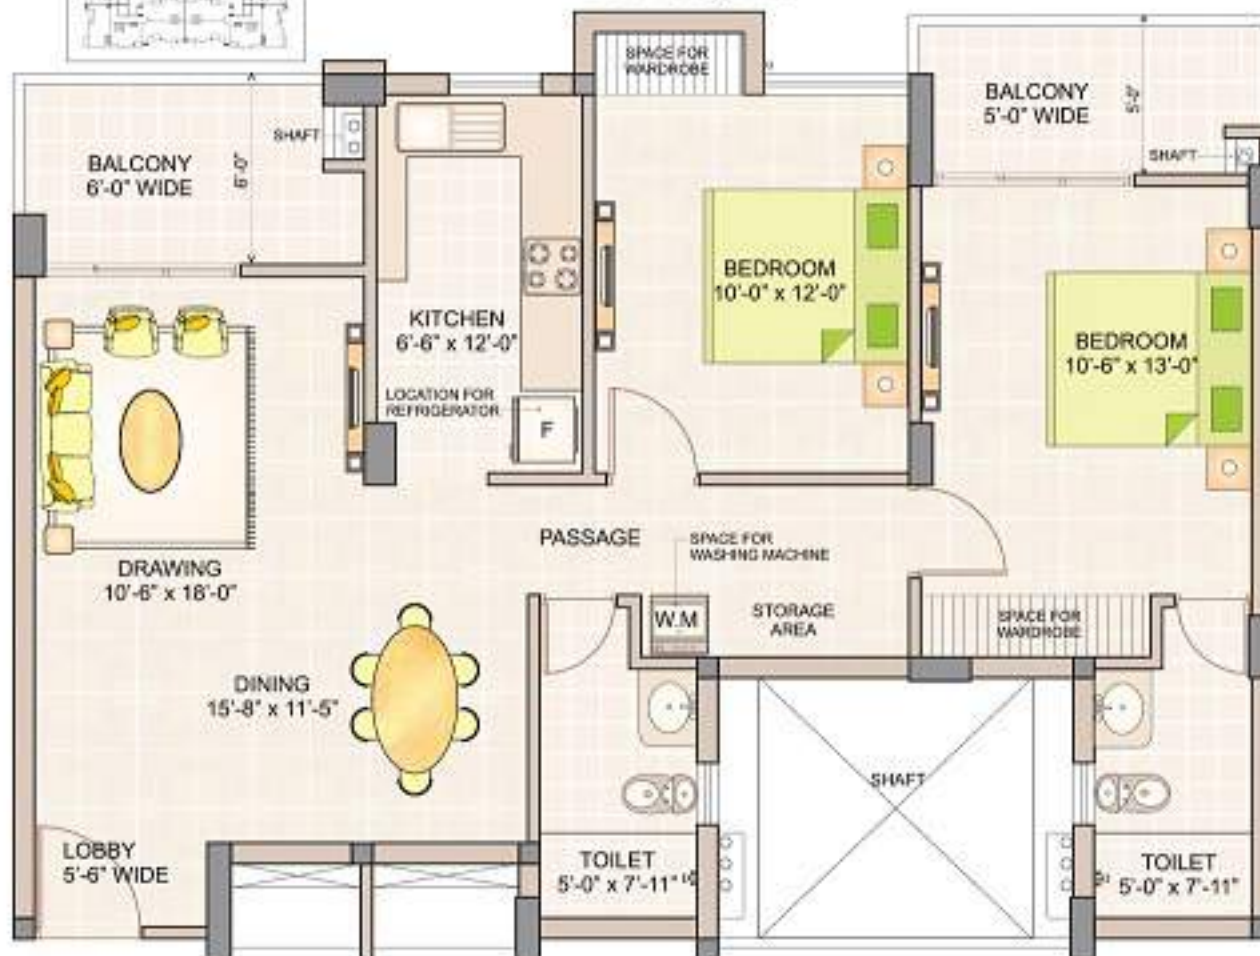 SPACE FOR
WARDROBE
BALCONY
5'-0" WIDE
5'-0"
SHAFT
BALCONY
6'-0" WIDE
6'-0"
SHAFT
BEDROOM
10'-0" x 12'-0"
KITCHEN
6'-6" x 12'-0"
BEDROOM
10'-6" x 13'-0"
LOCATION FOR
REFRIGERATOR
F
PASSAGE
SPACE FOR
WASHING MACHINE
DRAWING
10'-6" x 18'-0"
W.M
STORAGE
AREA
SPACE FOR
WARDROBE
DINING
15'-8" x 11'-5"
SHAFT
LOBBY
5'-6" WIDE
TOILET
5'-0" x 7'-11"
TOILET
5'-0" x 7'-11"